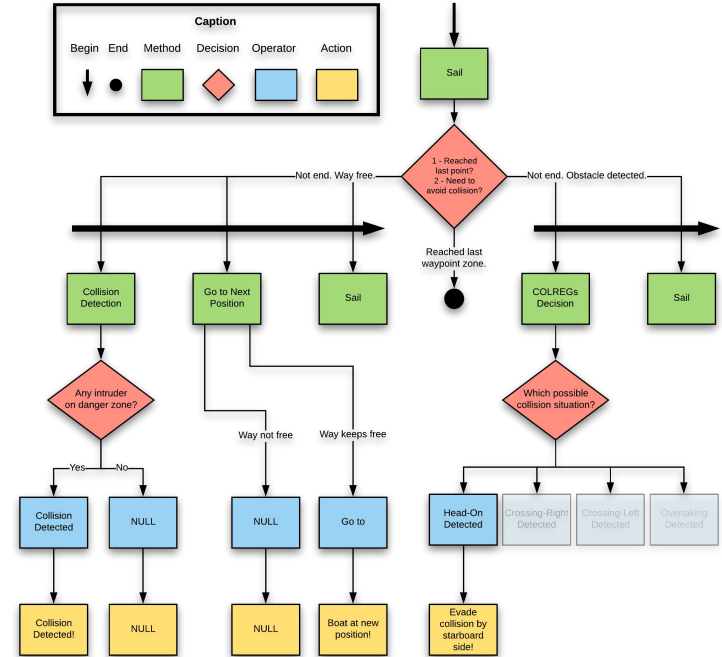 Caption
Begin End Method Decision Operator Action
Sail
1 - Reached
last point?
2 - Need to
avoid collision?
Not end. Way free.
Not end. Obstacle detected.
Reached last
waypoint zone.
Collision
Detection
Go to Next
Position
Sail
COLREGs
Decision
Sail
Any intruder
on danger zone?
Which possible
collision situation?
Way not free
Way keeps free
Yes
No
Collision
Detected
NULL
NULL
Go to
Head-On
Detected
Crossing-Right
Detected
Crossing-Left
Detected
Overtaking
Detected
Collision
Detected!
NULL
NULL
Boat at new
position!
Evade
collision by
starboard
side!